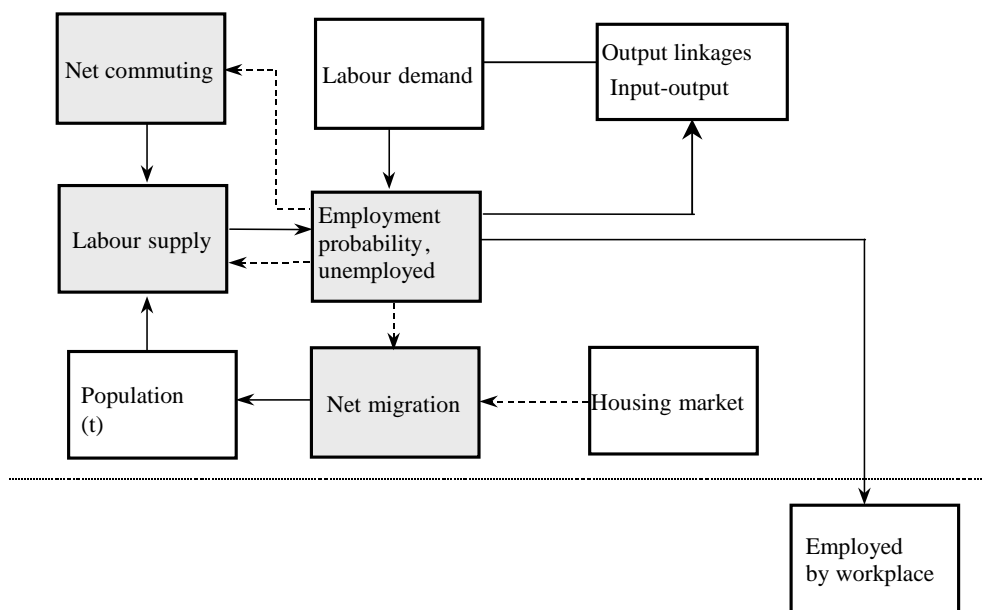 Net commuting
Labour demand
Output linkages
Input-output
Labour supply
Employment
probability,
unemployed
Population
(t)
Net migration
Housing market
Employed
by workplace